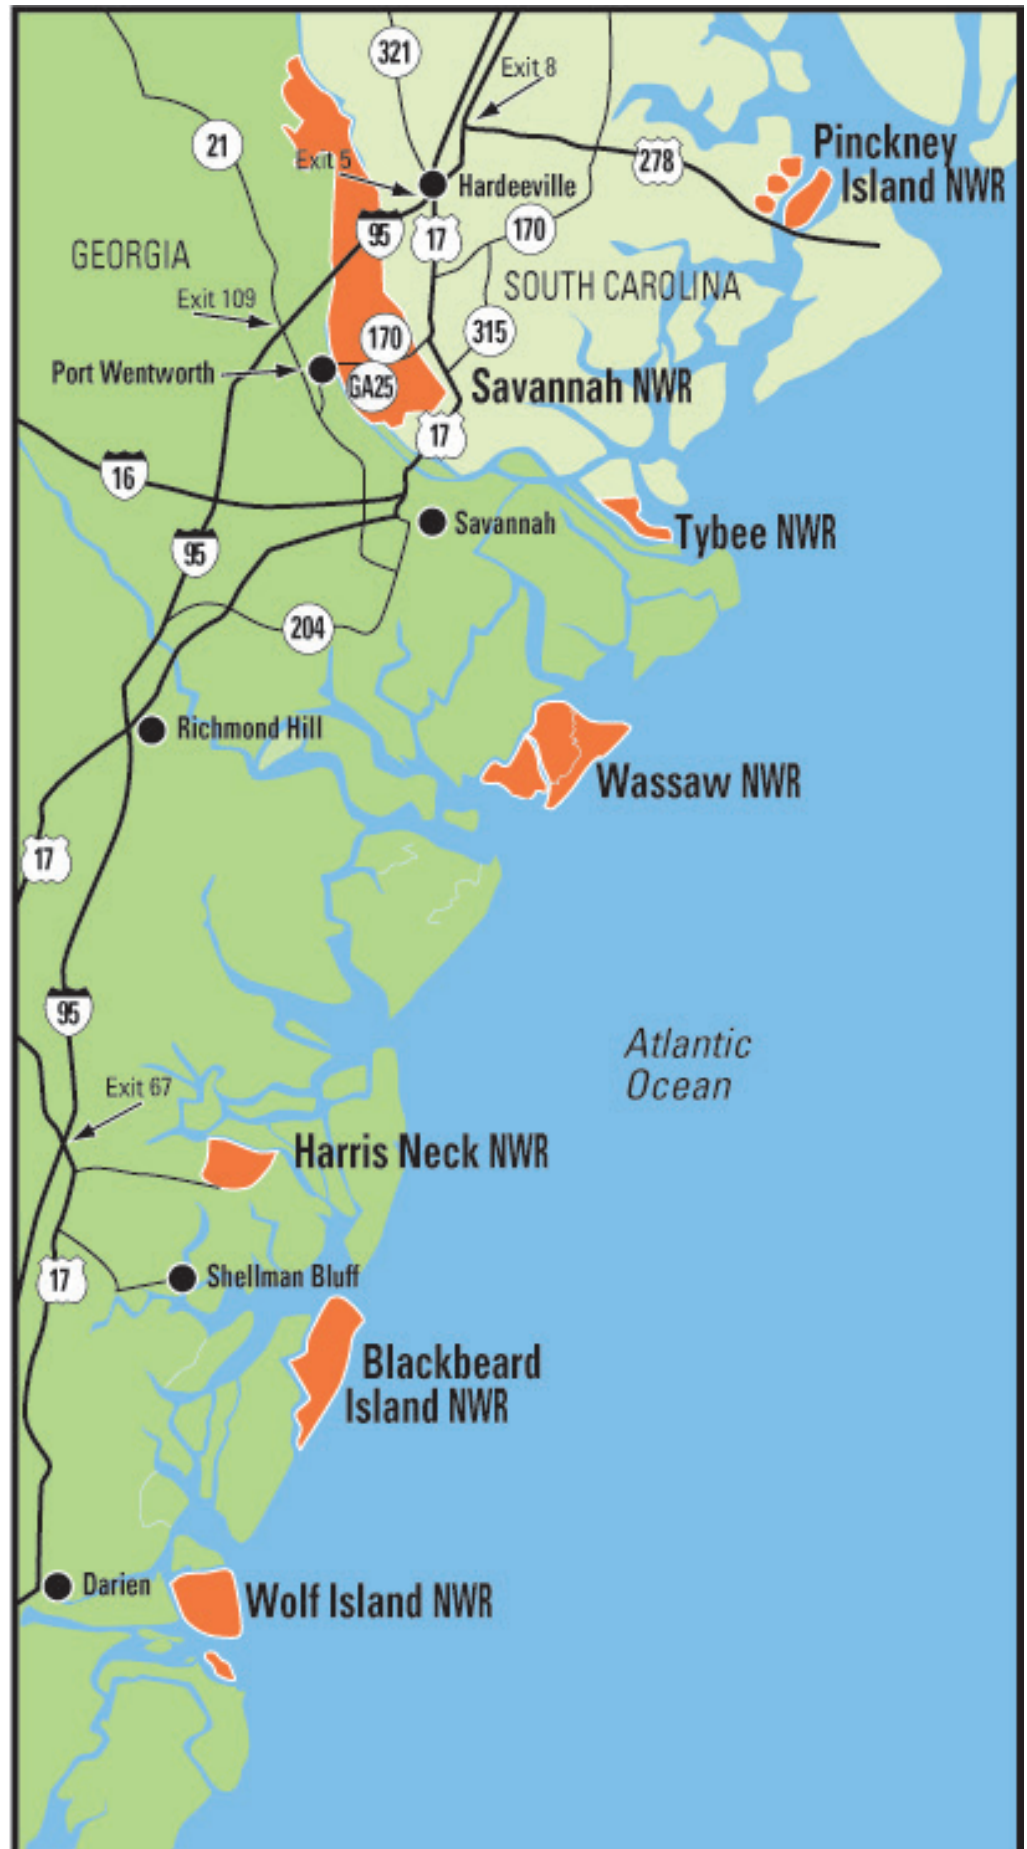 321
Exit 8
21
278
Pinckney
Island NWR
Exit 5
Hardeeville
95
17
170
GEORGIA
SOUTH CAROLINA
Exit 109
170
315
Port Wentworth
GA25
Savannah NWR
17
16
Savannah
Tybee NWR
95
204
Richmond Hill
Wassaw NWR
17
95
Atlantic
Ocean
Exit 67
Harris Neck NWR
17
Shellman Bluff
Blackbeard
Island NWR
Darien
Wolf Island NWR